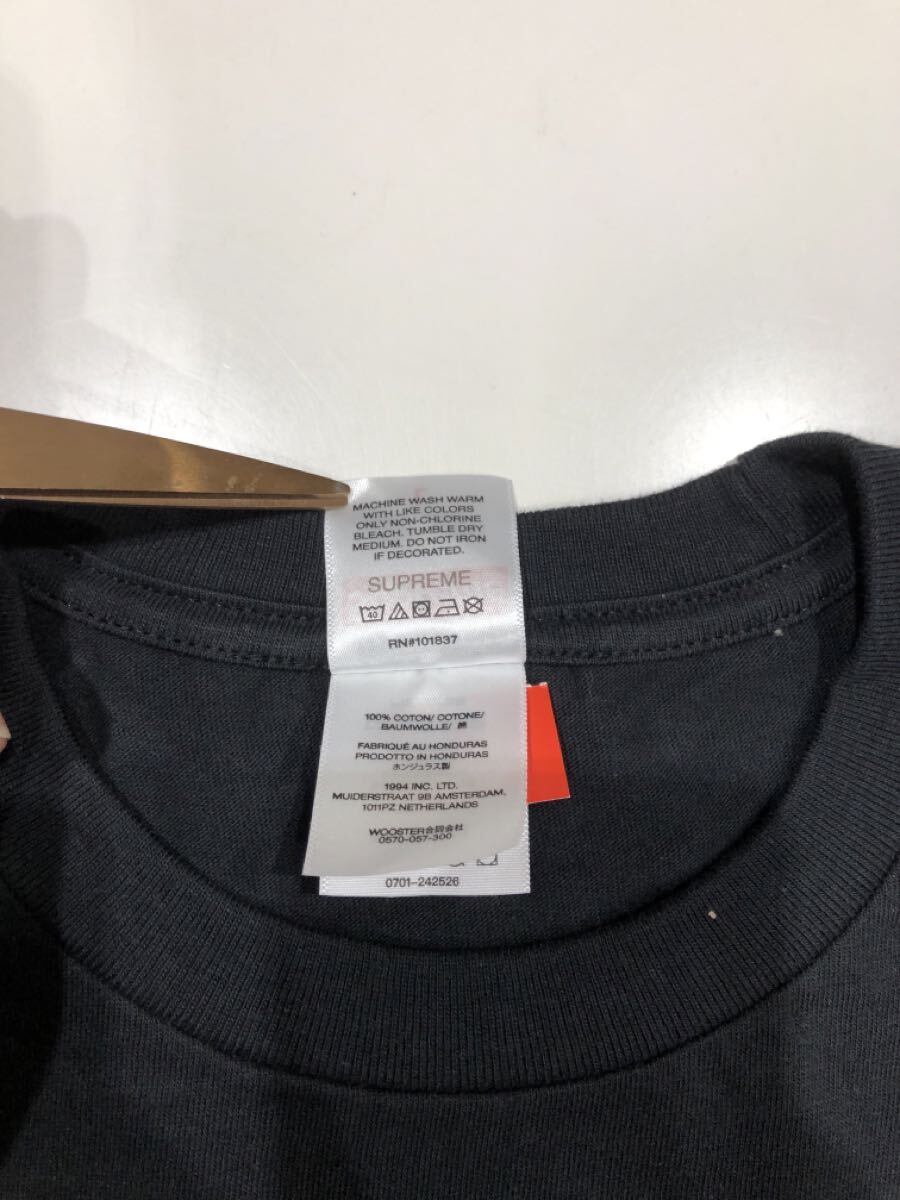 MACHINE WASH WARM
WITH LIKE COLORS
ONLY NON-CHLORINE
BLEACH. TUMBLE DRY
MEDIUM. DO NOT IRON
IF DECORATED.
SUPREME
40
RN#101837
100% COTON/ COTONE/
BAUMWOLLE/ 綿
FABRIQUÉ AU HONDURAS
PRODOTTO IN HONDURAS
ホンジュラス製
1994 INC. LTD.
MUIDERSTRAAT 9B AMSTERDAM,
1011PZ NETHERLANDS
WOOSTER合同会社
0570-057-300
0701-242526